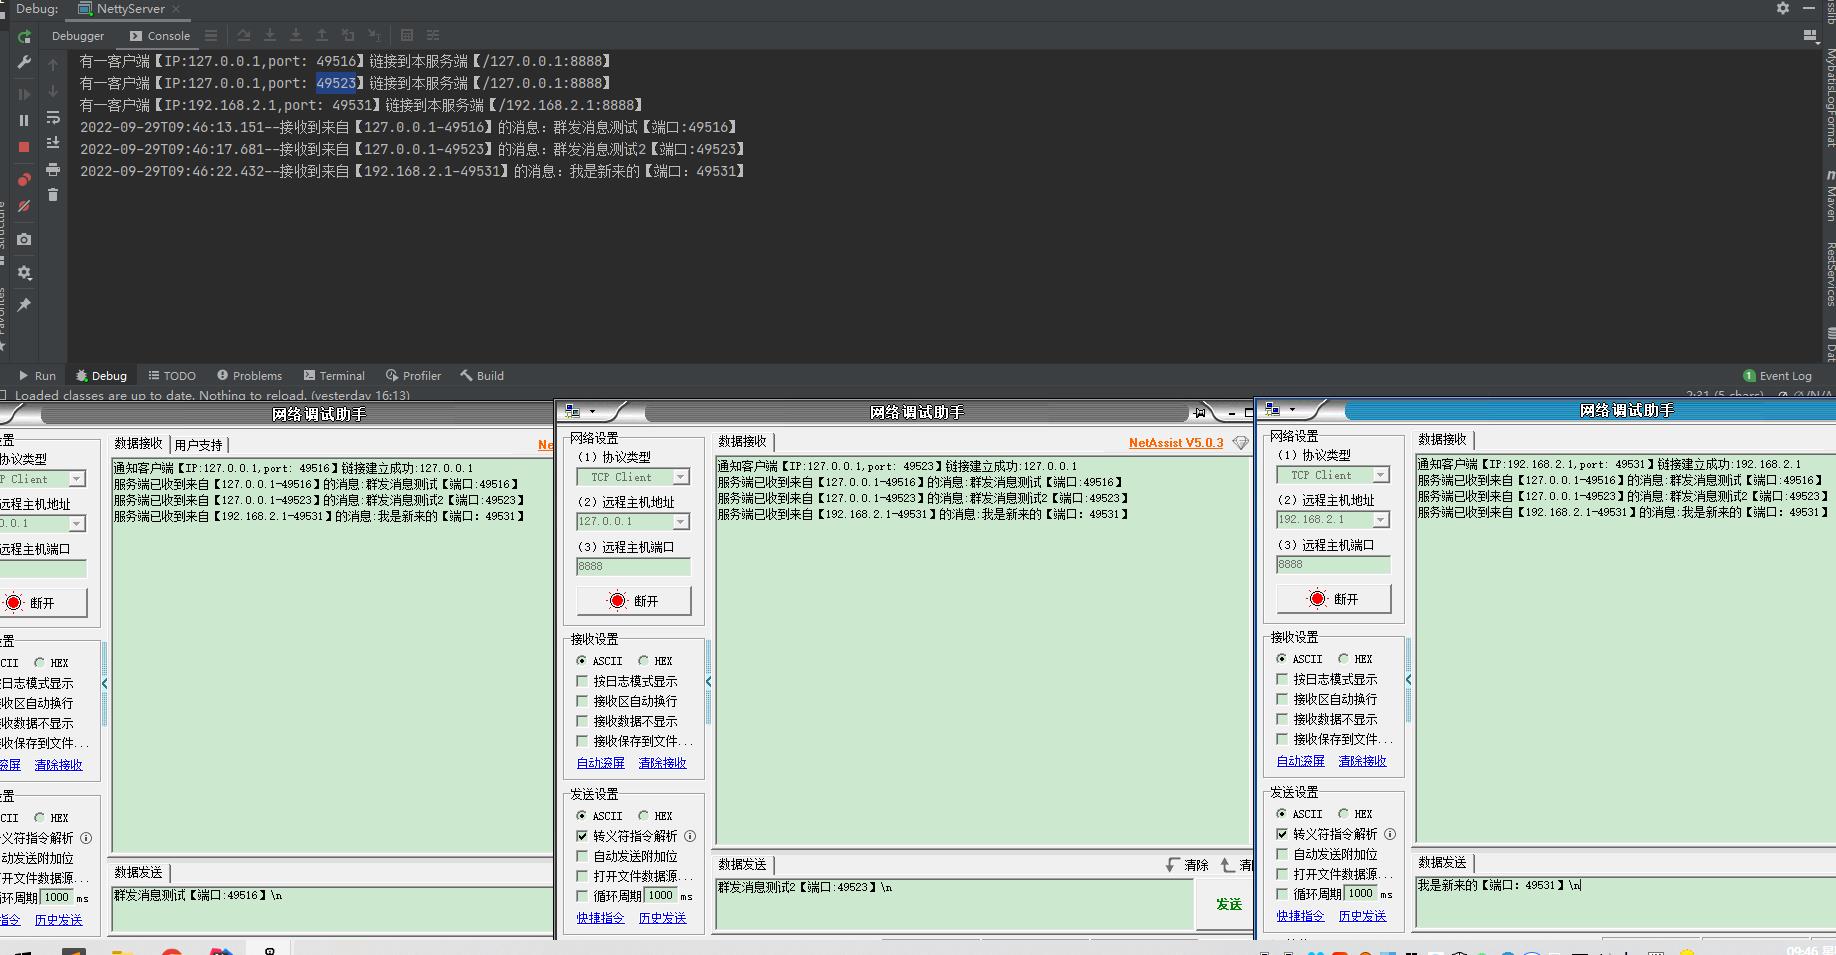 Debug: NettyServer
Debugger Console
有一客户端【IP:127.0.0.1,port: 49516】链接到本服务端【/127.0.0.1:8888】
有一客户端【IP:127.0.0.1,port: 49523】链接到本服务端【/127.0.0.1:8888】
有一客户端【IP:192.168.2.1,port: 49531】链接到本服务端【/192.168.2.1:8888】
2022-09-29T09:46:13.151--接收到来自【127.0.0.1-49516】的消息：群发消息测试【端口:49516】
2022-09-29T09:46:17.681--接收到来自【127.0.0.1-49523】的消息：群发消息测试2【端口:49523】
2022-09-29T09:46:22.432--接收到来自【192.168.2.1-49531】的消息：我是新来的【端口：49531】
MybatisLogFormat
Maven
RestServices
Run Debug TODO Problems Terminal Profiler Build
1 Event Log
Loaded classes are up to date. Nothing to reload. (yesterday 16:13)
2:31 (5 chars)
网络调试助手
数据接收 用户支持
通知客户端【IP:127.0.0.1,port: 49516】链接建立成功:127.0.0.1
服务端已收到来自【127.0.0.1-49516】的消息:群发消息测试【端口:49516】
服务端已收到来自【127.0.0.1-49523】的消息:群发消息测试2【端口:49523】
服务端已收到来自【192.168.2.1-49531】的消息:我是新来的【端口：49531】
协议类型
P Client
远程主机地址
0.0.1
远程主机端口
断开
CII HEX
按日志模式显示
收区自动换行
收数据不显示
收保存到文件...
滚屏 清除接收
CII HEX
义符指令解析
动发送附加位
打开文件数据源...
环周期 1000 ms
指令 历史发送
数据发送
群发消息测试【端口:49516】\n
网络调试助手
网络设置
(1) 协议类型
TCP Client
(2) 远程主机地址
127.0.0.1
(3) 远程主机端口
8888
断开
接收设置
ASCII HEX
按日志模式显示
接收区自动换行
接收数据不显示
接收保存到文件...
自动滚屏 清除接收
发送设置
ASCII HEX
转义符指令解析
自动发送附加位
打开文件数据源...
循环周期 1000 ms
快捷指令 历史发送
数据接收
NetAssist V5.0.3
通知客户端【IP:127.0.0.1,port: 49523】链接建立成功:127.0.0.1
服务端已收到来自【127.0.0.1-49516】的消息:群发消息测试【端口:49516】
服务端已收到来自【127.0.0.1-49523】的消息:群发消息测试2【端口:49523】
服务端已收到来自【192.168.2.1-49531】的消息:我是新来的【端口：49531】
数据发送 清除
群发消息测试2【端口:49523】\n
发送
网络调试助手
网络设置
(1) 协议类型
TCP Client
(2) 远程主机地址
192.168.2.1
(3) 远程主机端口
8888
断开
接收设置
ASCII HEX
按日志模式显示
接收区自动换行
接收数据不显示
接收保存到文件...
自动滚屏 清除接收
发送设置
ASCII HEX
转义符指令解析
自动发送附加位
打开文件数据源...
循环周期 1000 ms
快捷指令 历史发送
数据接收
通知客户端【IP:192.168.2.1,port: 49531】链接建立成功:192.168.2.1
服务端已收到来自【127.0.0.1-49516】的消息:群发消息测试【端口:49516】
服务端已收到来自【127.0.0.1-49523】的消息:群发消息测试2【端口:49523】
服务端已收到来自【192.168.2.1-49531】的消息:我是新来的【端口：49531】
数据发送
我是新来的【端口：49531】\n
09:46